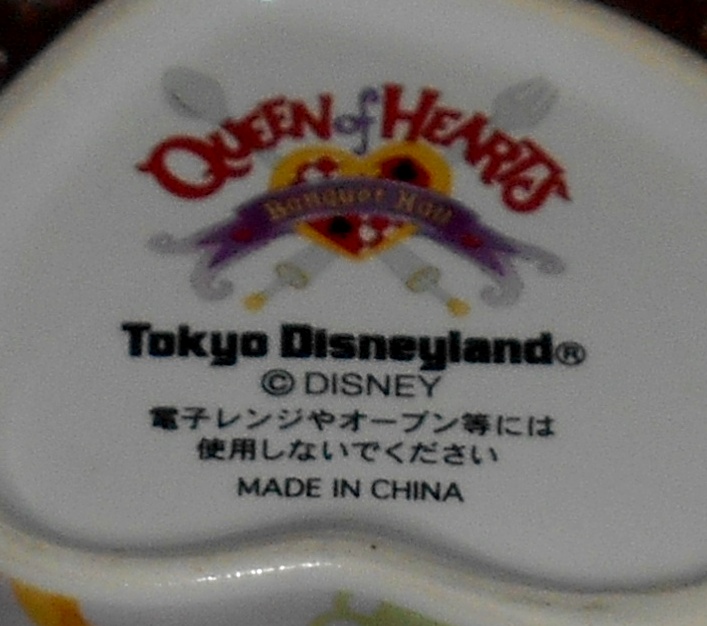 QUEEN of HEARTS
Banquet Hall
Tokyo Disneyland®
© DISNEY
電子レンジやオーブン等には
使用しないでください
MADE IN CHINA